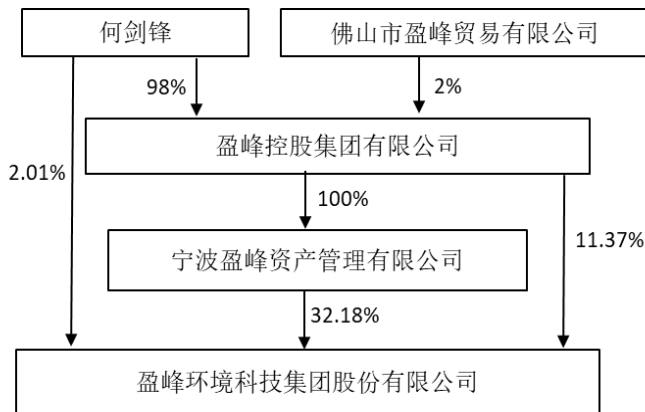 何剑锋
佛山市盈峰贸易有限公司
98%
2%
盈峰控股集团有限公司
2.01%
100%
11.37%
宁波盈峰资产管理有限公司
32.18%
盈峰环境科技集团股份有限公司